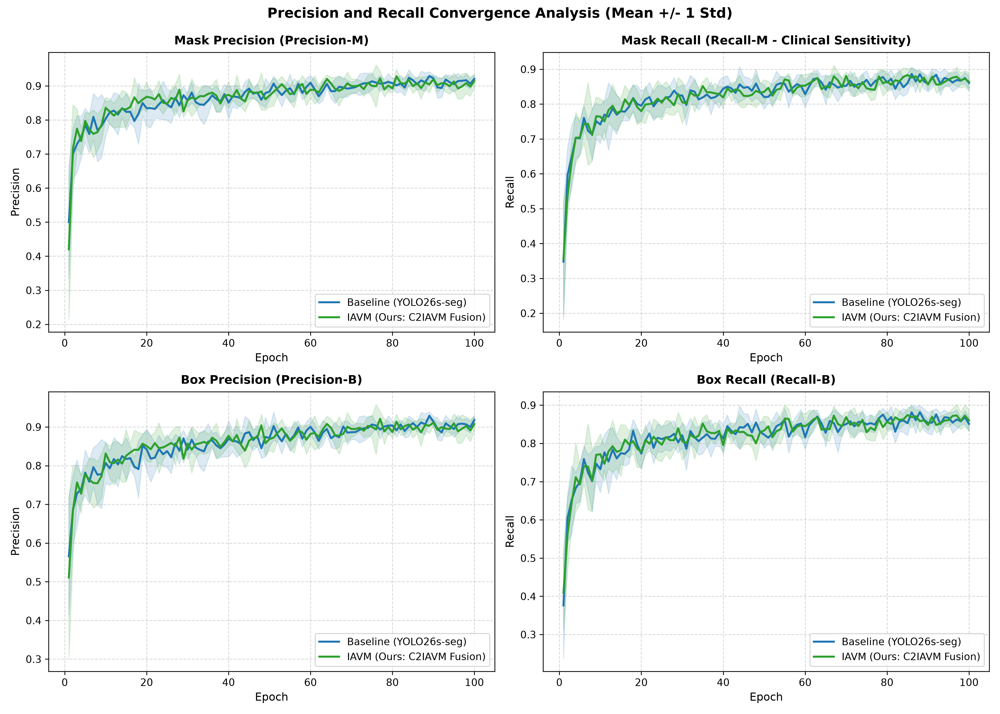 Precision and Recall Convergence Analysis (Mean +/- 1 Std)
Mask Precision (Precision-M)
Precision
0.9
0.8
0.7
0.6
0.5
0.4
0.3
0.2
Baseline (YOLO26s-seg)
IAVM (Ours: C2IAVM Fusion)
0 20 40 60 80 100
Epoch
Mask Recall (Recall-M - Clinical Sensitivity)
Recall
0.9
0.8
0.7
0.6
0.5
0.4
0.3
0.2
Baseline (YOLO26s-seg)
IAVM (Ours: C2IAVM Fusion)
0 20 40 60 80 100
Epoch
Box Precision (Precision-B)
Precision
0.9
0.8
0.7
0.6
0.5
0.4
0.3
Baseline (YOLO26s-seg)
IAVM (Ours: C2IAVM Fusion)
0 20 40 60 80 100
Epoch
Box Recall (Recall-B)
Recall
0.9
0.8
0.7
0.6
0.5
0.4
0.3
Baseline (YOLO26s-seg)
IAVM (Ours: C2IAVM Fusion)
0 20 40 60 80 100
Epoch